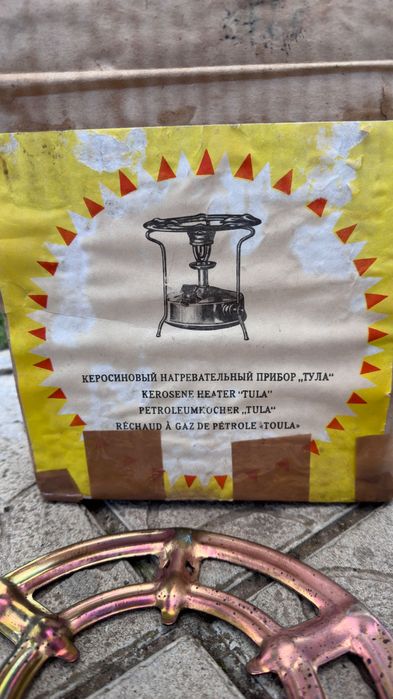 КЕРОСИНОВЫЙ НАГРЕВАТЕЛЬНЫЙ ПРИБОР „ТУЛА“
KEROSENE HEATER “TULA”
PETROLEUMKOCHER „TULA“
RÉCHAUD À GAZ DE PÉTROLE «TOULA»